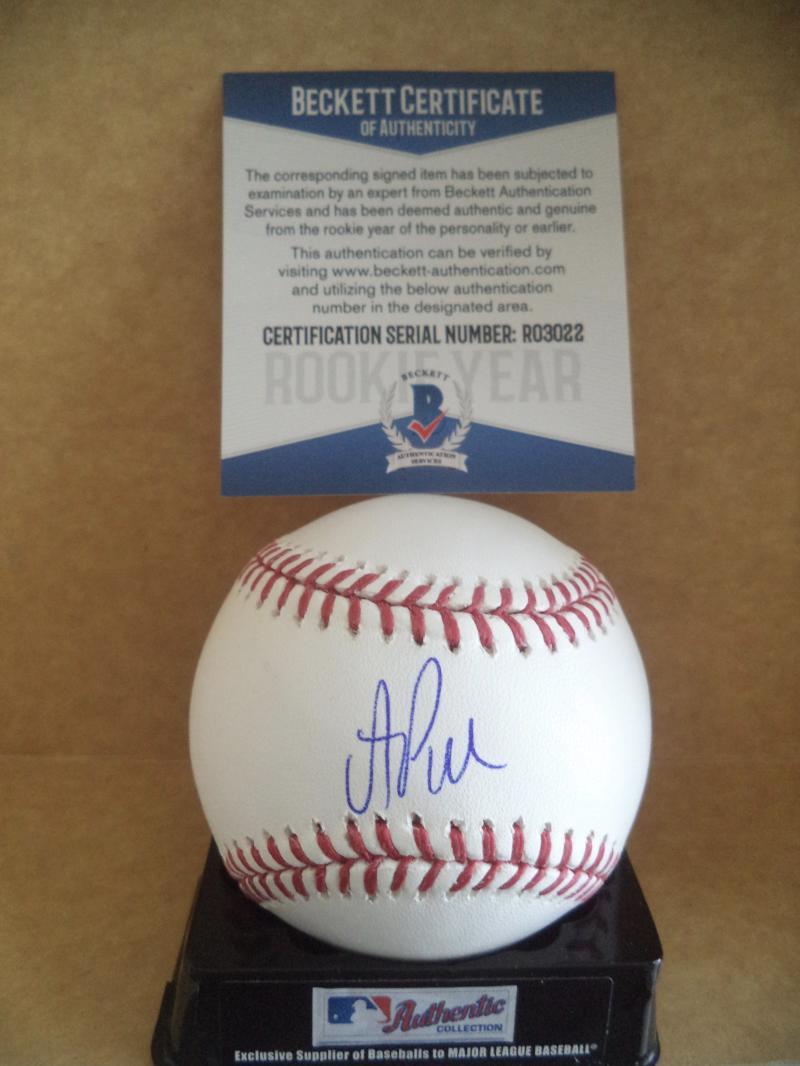 BECKETT CERTIFICATE
OF AUTHENTICITY
The corresponding signed item has been subjected to
examination by an expert from Beckett Authentication
Services and has been deemed authentic and genuine
from the rookie year of the personality or earlier.
This authentication can be verified by
visiting www.beckett-authentication.com
and utilizing the below authentication
number in the designated area.
CERTIFICATION SERIAL NUMBER: R03022
ROOKIE YEAR
BECKETT
B
AUTHENTICATION
SERVICES
Authentic
COLLECTION
Exclusive Supplier of Baseballs to MAJOR LEAGUE BASEBALL®